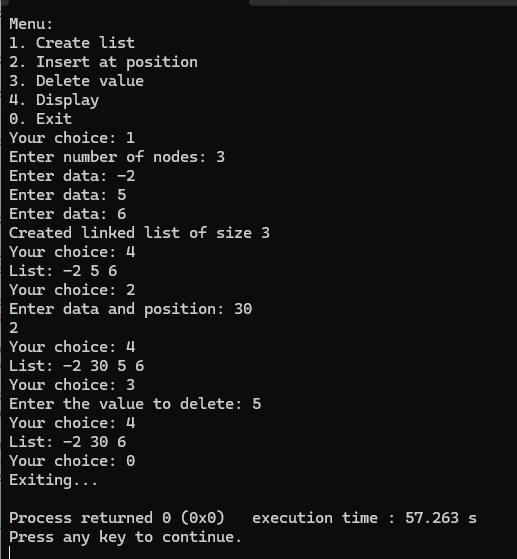 Menu:
1. Create list
2. Insert at position
3. Delete value
4. Display
0. Exit
Your choice: 1
Enter number of nodes: 3
Enter data: -2
Enter data: 5
Enter data: 6
Created linked list of size 3
Your choice: 4
List: -2 5 6
Your choice: 2
Enter data and position: 30
2
Your choice: 4
List: -2 30 5 6
Your choice: 3
Enter the value to delete: 5
Your choice: 4
List: -2 30 6
Your choice: 0
Exiting...
Process returned 0 (0x0)   execution time : 57.263 s
Press any key to continue.